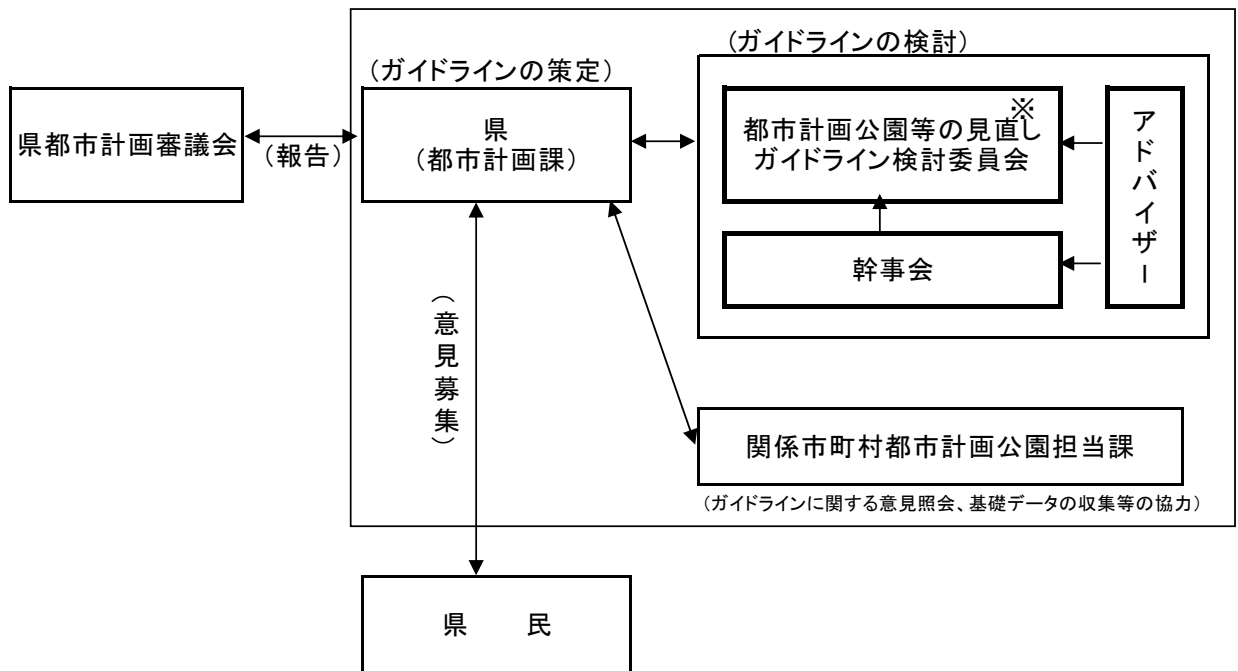 (ガイドラインの検討)
(ガイドラインの策定)
県都市計画審議会
(報告)
県
(都市計画課)
※
都市計画公園等の見直し
ガイドライン検討委員会
幹事会
アドバイザー
(意見募集)
関係市町村都市計画公園担当課
(ガイドラインに関する意見照会、基礎データの収集等の協力)
県 民